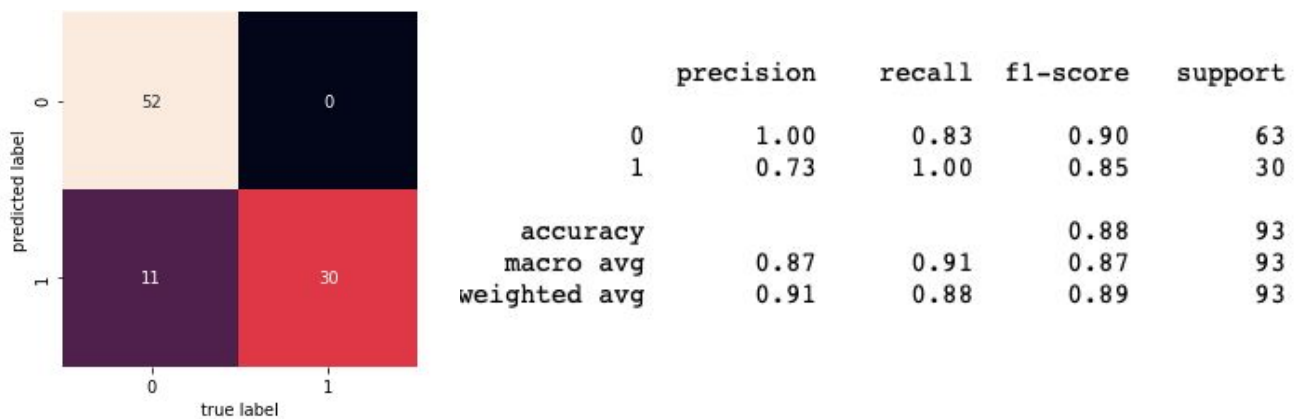 predicted label
0
1
52 0
11 30
0 1
true label
precision recall f1-score support
0 1.00 0.83 0.90 63
1 0.73 1.00 0.85 30
accuracy 0.88 93
macro avg 0.87 0.91 0.87 93
weighted avg 0.91 0.88 0.89 93